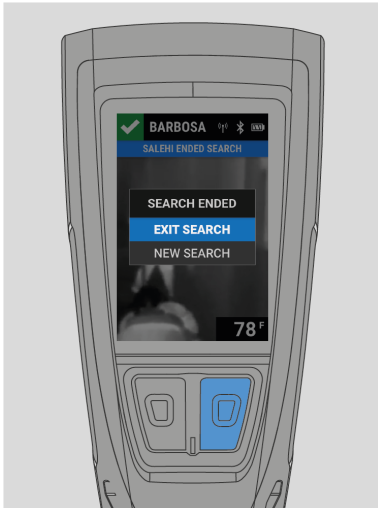 BARBOSA
SALEHI ENDED SEARCH
SEARCH ENDED
EXIT SEARCH
NEW SEARCH
78 F